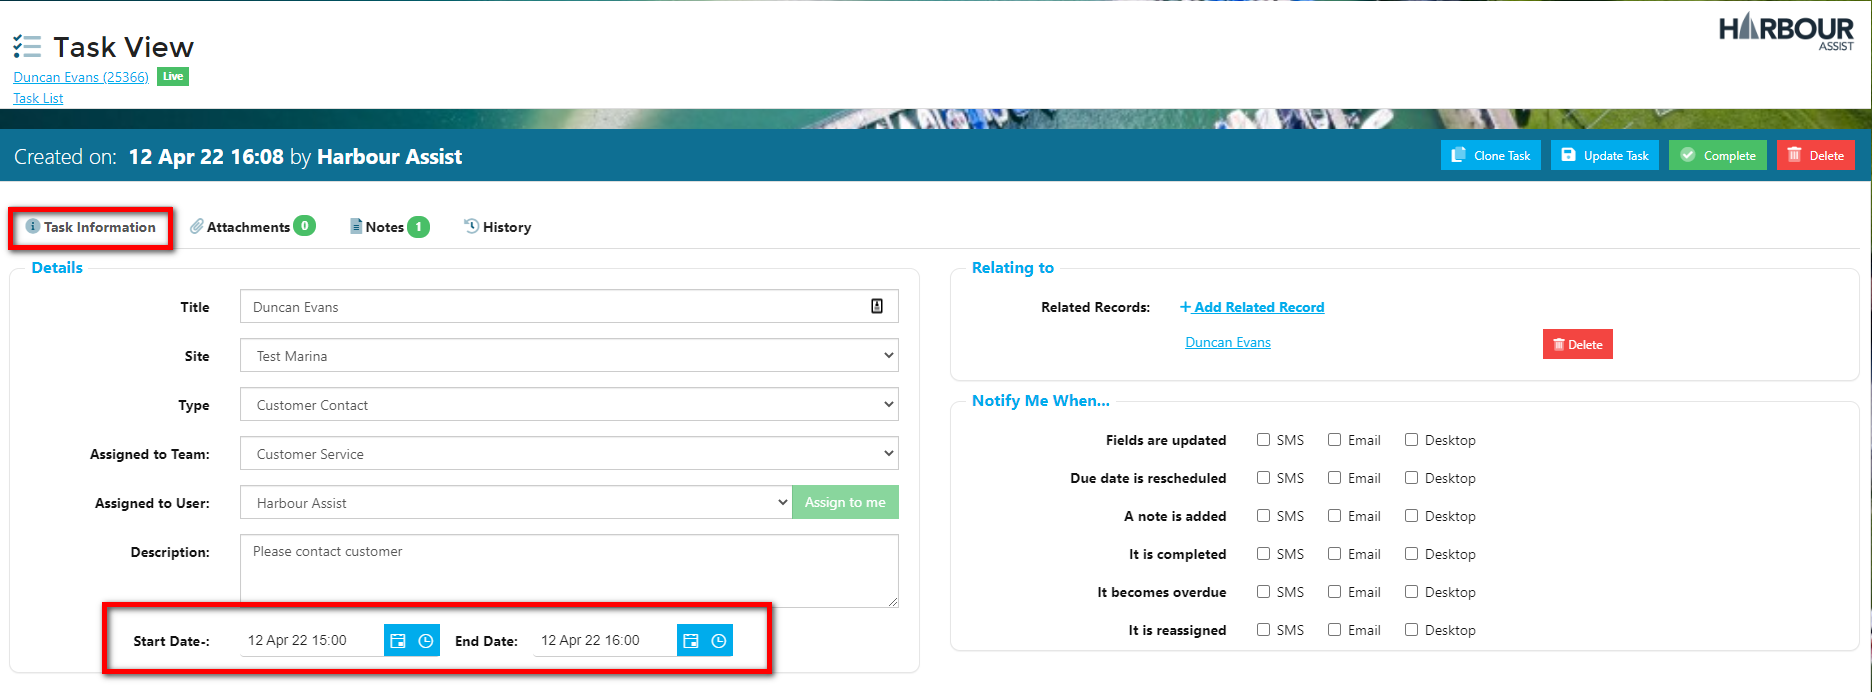 Task View
HARBOUR
ASSIST
Duncan Evans (25366) Live
Task List
Created on: 12 Apr 22 16:08 by Harbour Assist
Clone Task Update Task Complete Delete
Task Information Attachments 0 Notes 1 History
Details
Title Duncan Evans
Site Test Marina
Type Customer Contact
Assigned to Team: Customer Service
Assigned to User: Harbour Assist Assign to me
Description: Please contact customer
Start Date-: 12 Apr 22 15:00 End Date: 12 Apr 22 16:00
Relating to
Related Records: + Add Related Record
Duncan Evans Delete
Notify Me When...
Fields are updated SMS Email Desktop
Due date is rescheduled SMS Email Desktop
A note is added SMS Email Desktop
It is completed SMS Email Desktop
It becomes overdue SMS Email Desktop
It is reassigned SMS Email Desktop